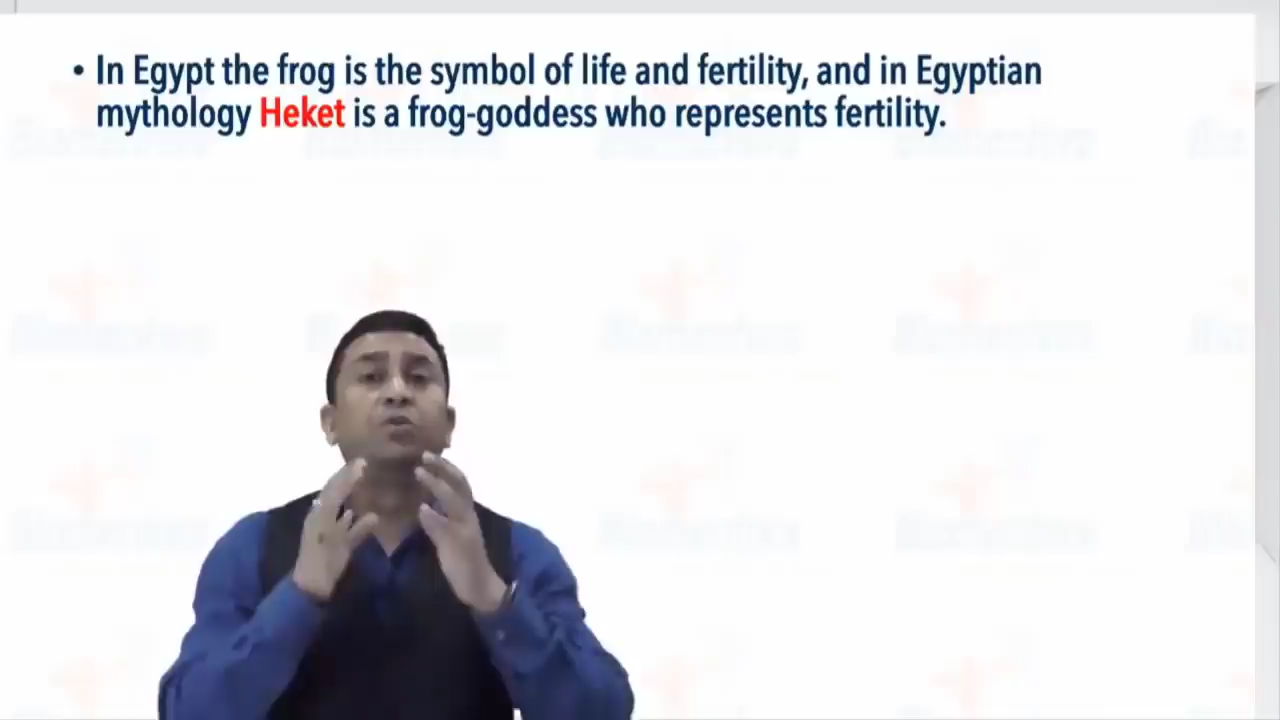 • In Egypt the frog is the symbol of life and fertility, and in Egyptian
mythology Heket is a frog-goddess who represents fertility.